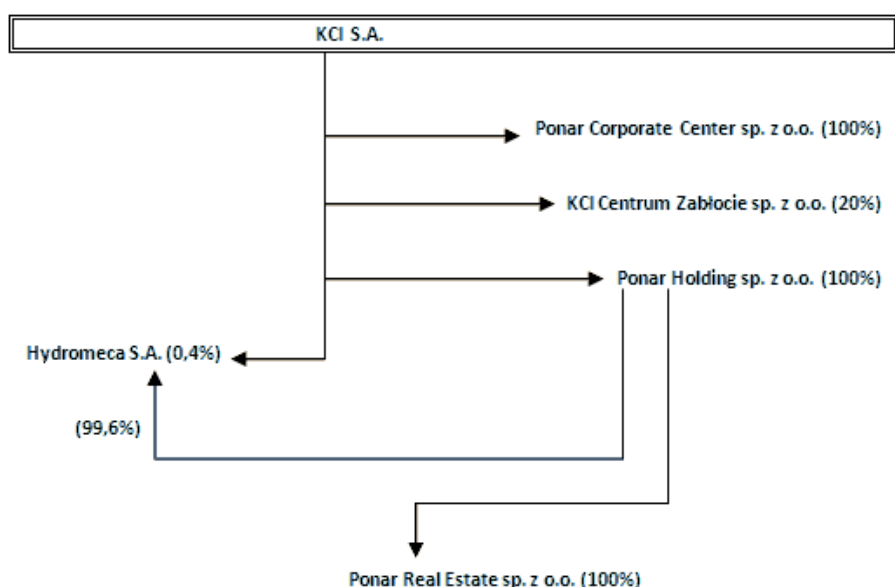 KCI S.A.
Ponar Corporate Center sp. z o.o. (100%)
KCI Centrum Zabłocie sp. z o.o. (20%)
Ponar Holding sp. z o.o. (100%)
Hydromeca S.A. (0,4%)
(99,6%)
Ponar Real Estate sp. z o.o. (100%)